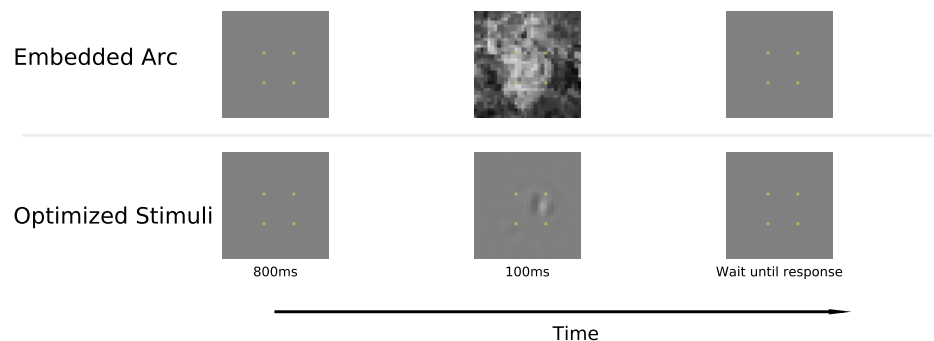 Embedded Arc
Optimized Stimuli
800ms
100ms
Wait until response
Time